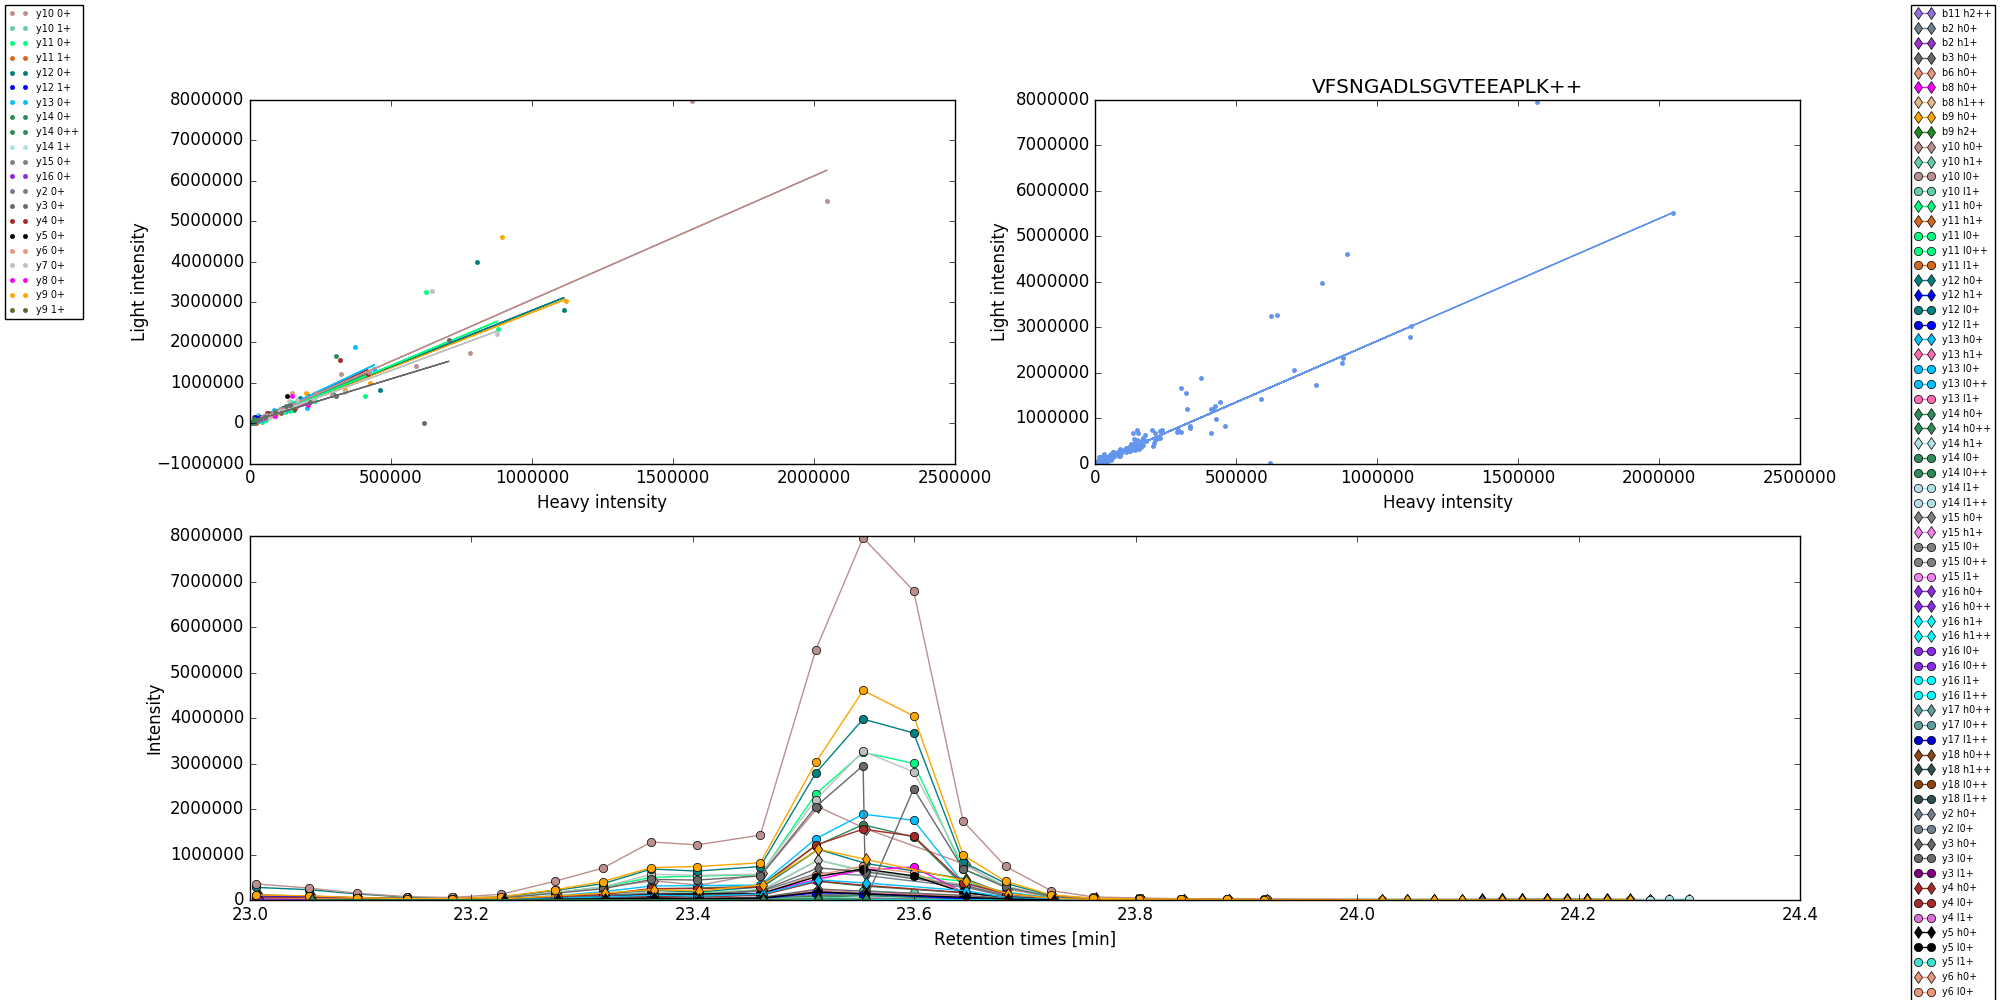 y10 0+
y10 1+
y11 0+
y11 1+
y12 0+
y12 1+
y13 0+
y14 0+
y14 0++
y14 1+
y15 0+
y16 0+
y2 0+
y3 0+
y4 0+
y5 0+
y6 0+
y7 0+
y8 0+
y9 0+
y9 1+
8000000
7000000
6000000
5000000
4000000
3000000
2000000
1000000
0
−1000000
Light intensity
0 500000 1000000 1500000 2000000 2500000
Heavy intensity
VFSNGADLSGVTEEAPLK++
8000000
7000000
6000000
5000000
4000000
3000000
2000000
1000000
0
Light intensity
0 500000 1000000 1500000 2000000 2500000
Heavy intensity
8000000
7000000
6000000
5000000
4000000
3000000
2000000
1000000
0
Intensity
23.0 23.2 23.4 23.6 23.8 24.0 24.2 24.4
Retention times [min]
b11 h2++
b2 h0+
b2 h1+
b3 h0+
b6 h0+
b8 h0+
b8 h1++
b9 h0+
b9 h2+
y10 h0+
y10 h1+
y10 l0+
y10 l1+
y11 h0+
y11 h1+
y11 l0+
y11 l0++
y11 l1+
y12 h0+
y12 h1+
y12 l0+
y12 l1+
y13 h0+
y13 h1+
y13 l0+
y13 l0++
y13 l1+
y14 h0+
y14 h0++
y14 h1+
y14 l0+
y14 l0++
y14 l1+
y14 l1++
y15 h0+
y15 h1+
y15 l0+
y15 l0++
y15 l1+
y16 h0+
y16 h0++
y16 h1+
y16 h1++
y16 l0+
y16 l0++
y16 l1+
y16 l1++
y17 h0++
y17 l0++
y17 l1++
y18 h0++
y18 h1++
y18 l0++
y18 l1++
y2 h0+
y2 l0+
y3 h0+
y3 l0+
y3 l1+
y4 h0+
y4 l0+
y4 l1+
y5 h0+
y5 l0+
y5 l1+
y6 h0+
y6 l0+